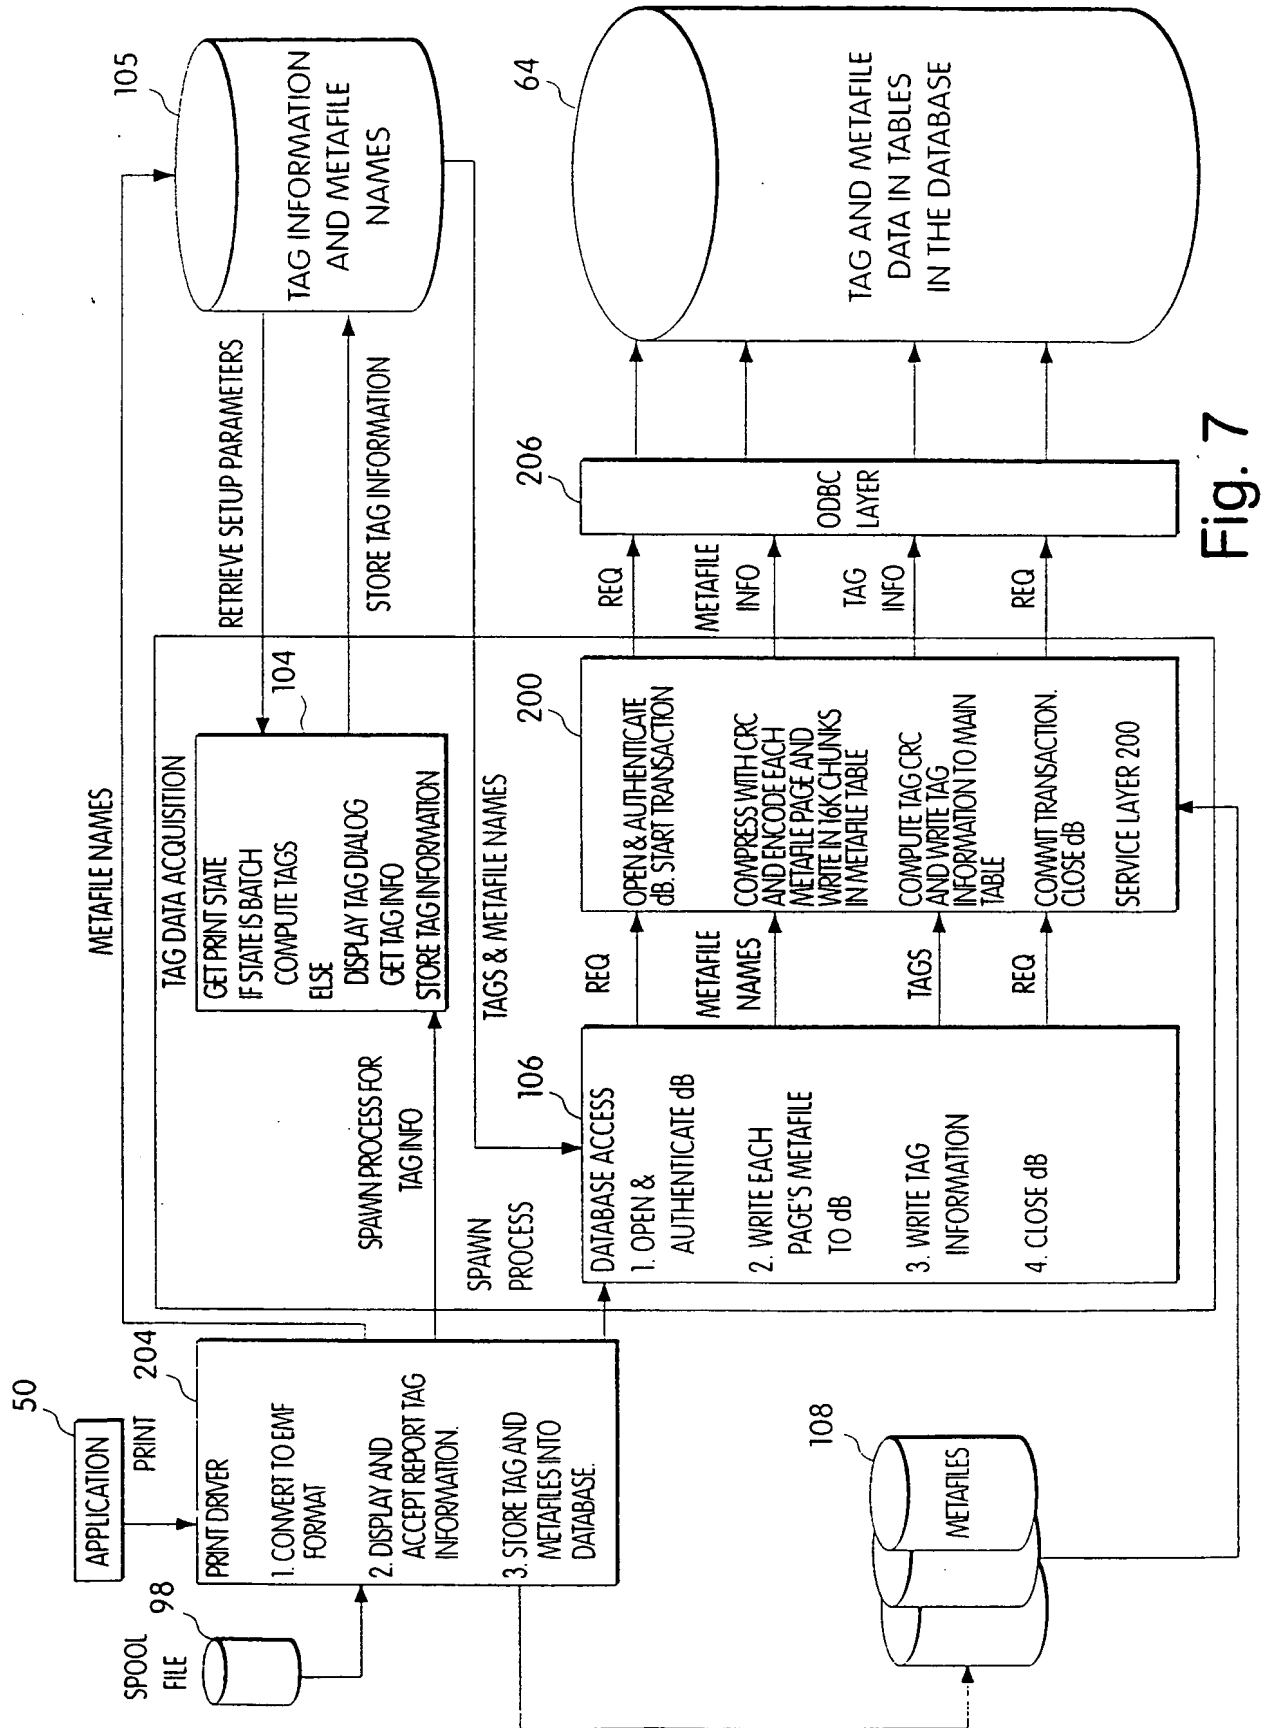 50
APPLICATION
PRINT
SPOOL
FILE
98
204
PRINT DRIVER
1. CONVERT TO EMF
FORMAT
2. DISPLAY AND
ACCEPT REPORT TAG
INFORMATION.
3. STORE TAG AND
METAFILES INTO
DATABASE.
108
METAFILES
METAFILE NAMES
SPAWN PROCESS FOR
TAG INFO
SPAWN
PROCESS
TAG DATA ACQUISITION
104
GET PRINT STATE
IF STATE IS BATCH
COMPUTE TAGS
ELSE
DISPLAY TAG DIALOG
GET TAG INFO
STORE TAG INFORMATION
RETRIEVE SETUP PARAMETERS
STORE TAG INFORMATION
105
TAG INFORMATION
AND METAFILE
NAMES
TAGS & METAFILE NAMES
106
DATABASE ACCESS
1. OPEN &
AUTHENTICATE dB
2. WRITE EACH
PAGE'S METAFILE
TO dB
3. WRITE TAG
INFORMATION
4. CLOSE dB
REQ
METAFILE
NAMES
TAGS
REQ
200
OPEN & AUTHENTICATE
dB. START TRANSACTION
COMPRESS WITH CRC
AND ENCODE EACH
METAFILE PAGE AND
WRITE IN 16K CHUNKS
IN METAFILE TABLE
COMPUTE TAG CRC
AND WRITE TAG
INFORMATION TO MAIN
TABLE
COMMIT TRANSACTION.
CLOSE dB
SERVICE LAYER 200
REQ
METAFILE
INFO
TAG
INFO
REQ
206
ODBC
LAYER
64
TAG AND METAFILE
DATA IN TABLES
IN THE DATABASE
Fig. 7